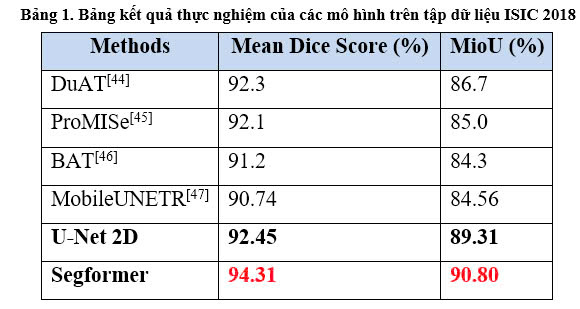 Bảng 1. Bảng kết quả thực nghiệm của các mô hình trên tập dữ liệu ISIC 2018
Methods Mean Dice Score (%) MioU (%)
DuAT[44] 92.3 86.7
ProMISe[45] 92.1 85.0
BAT[46] 91.2 84.3
MobileUNETR[47] 90.74 84.56
U-Net 2D 92.45 89.31
Segformer 94.31 90.80